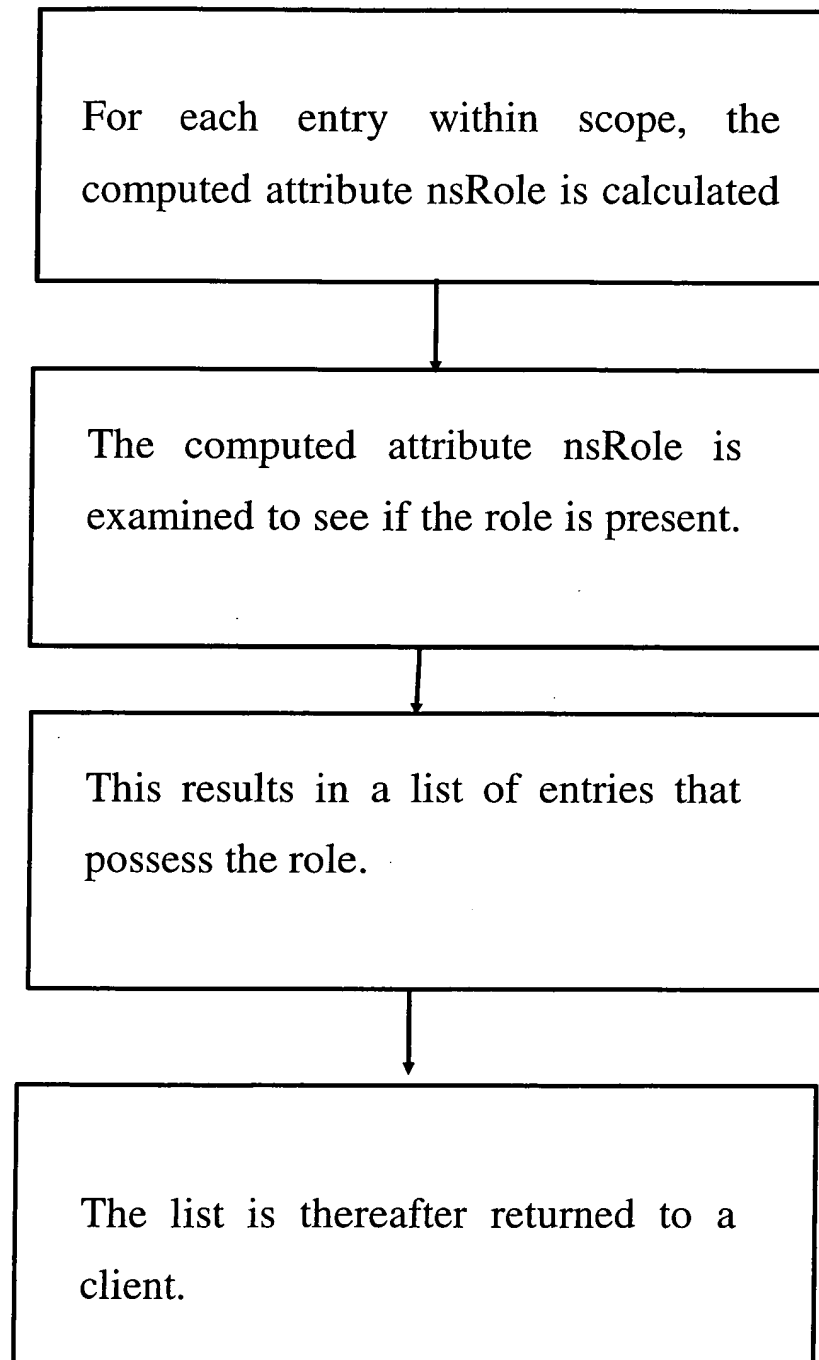 For each entry within scope, the
computed attribute nsRole is calculated
The computed attribute nsRole is
examined to see if the role is present.
This results in a list of entries that
possess the role.
The list is thereafter returned to a
client.